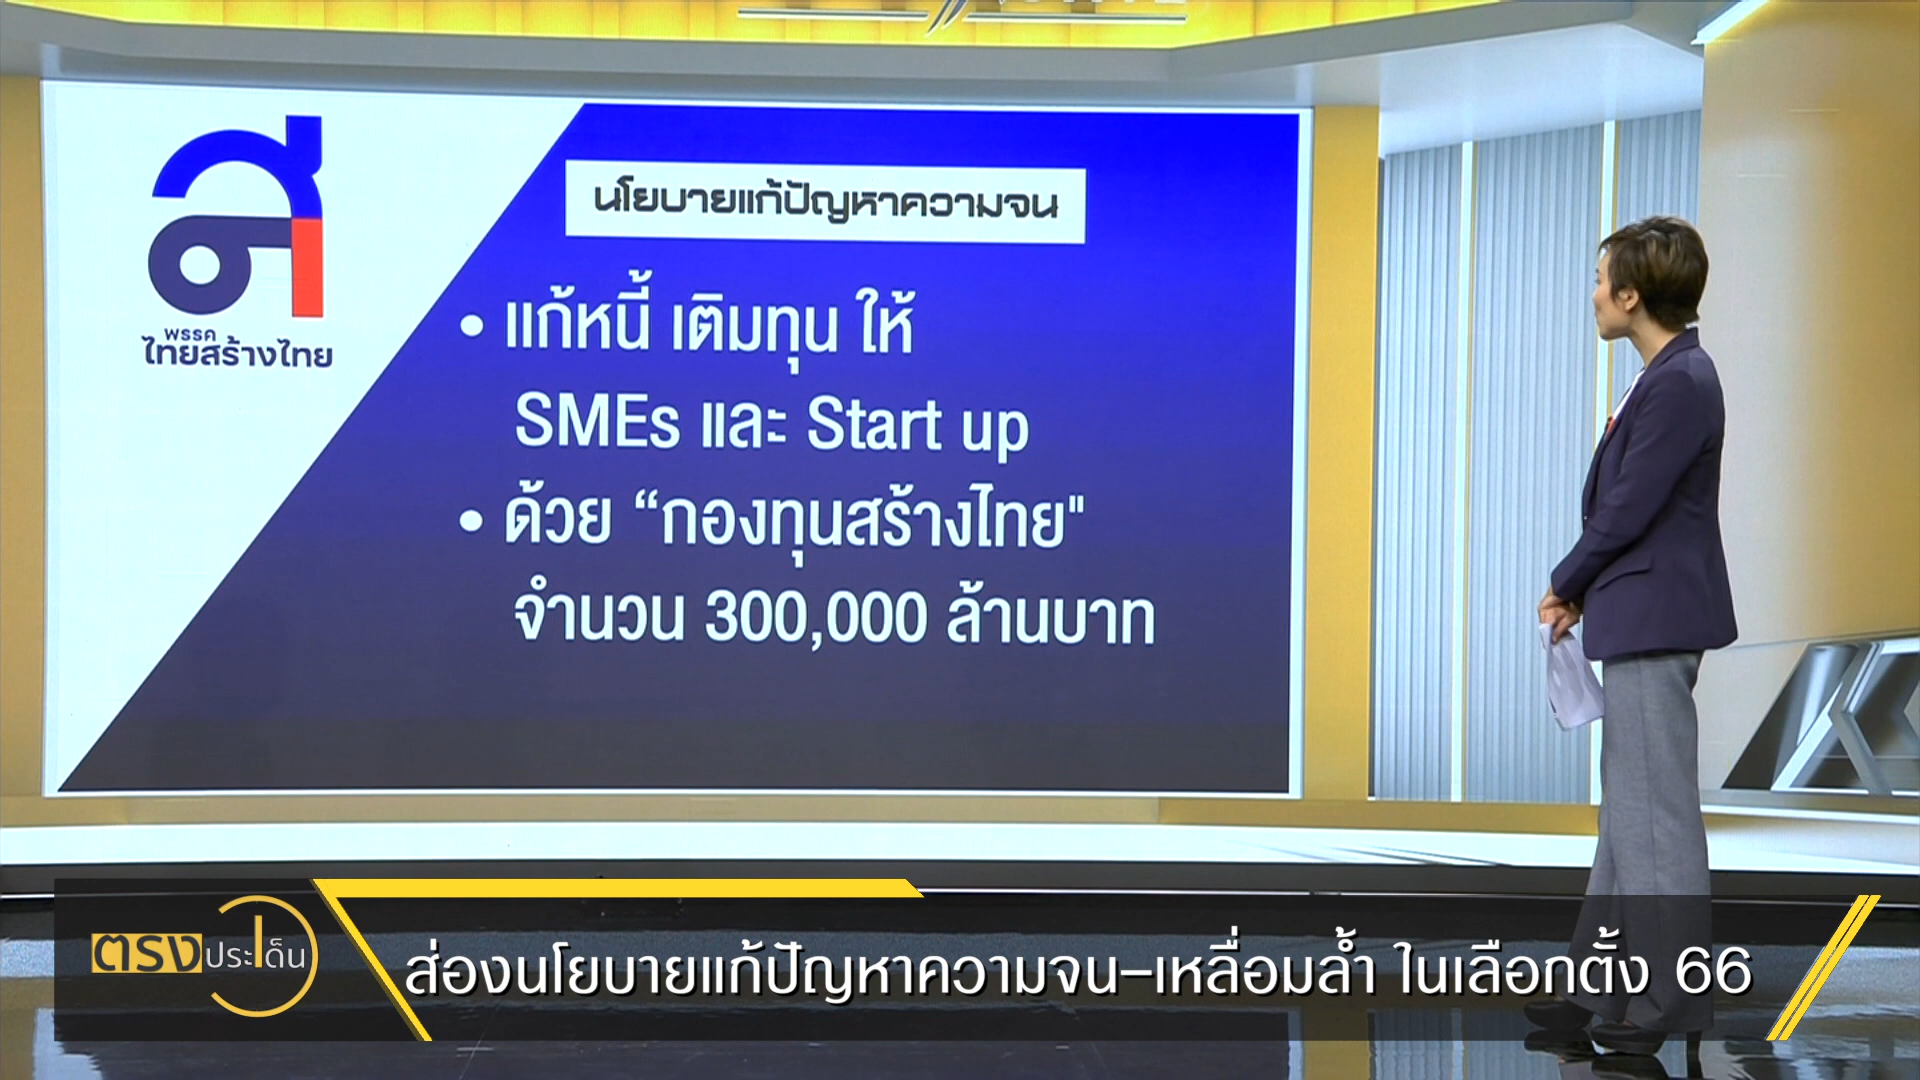 พรรค
ไทยสร้างไทย
นโยบายแก้ปัญหาความจน
• แก้หนี้ เติมทุน ให้
SMEs และ Start up
• ด้วย “กองทุนสร้างไทย"
จำนวน 300,000 ล้านบาท
ตรงประเด็น
ส่องนโยบายแก้ปัญหาความจน–เหลื่อมล้ำ ในเลือกตั้ง 66